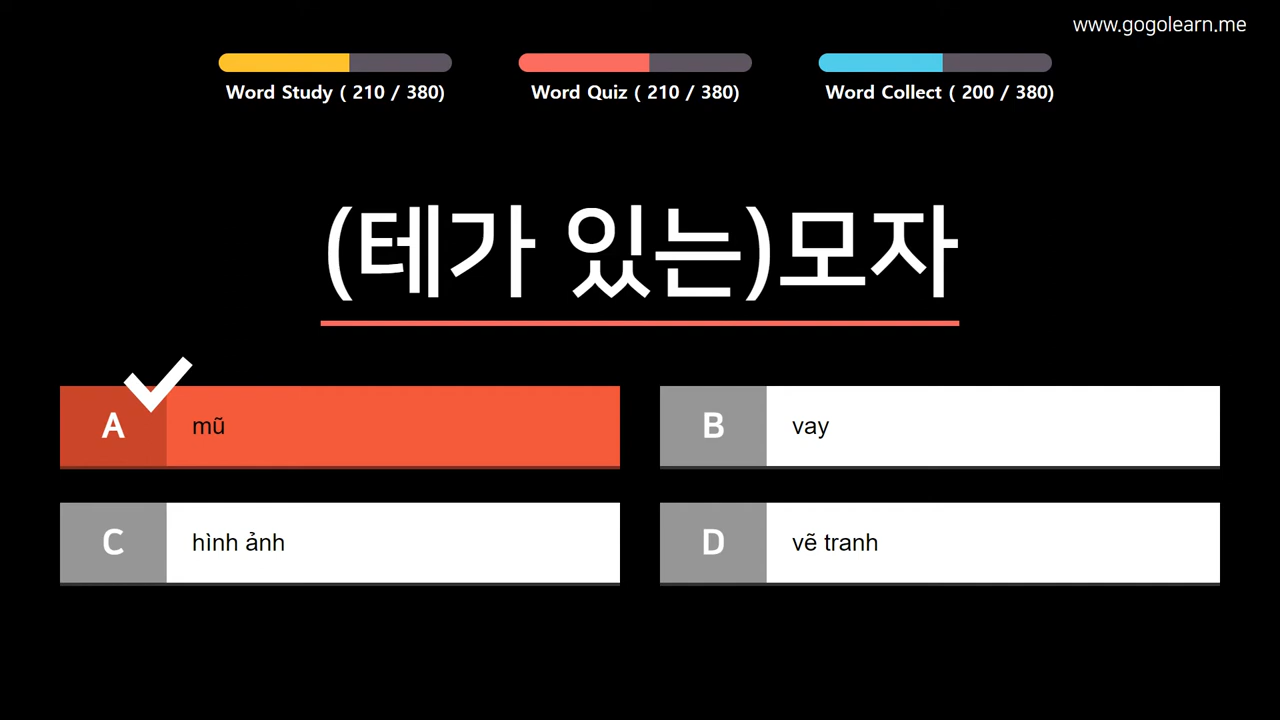 www.gogolearn.me
Word Study ( 210 / 380)
Word Quiz ( 210 / 380)
Word Collect ( 200 / 380)
(테가 있는)모자
A mũ
B vay
C hình ảnh
D vẽ tranh